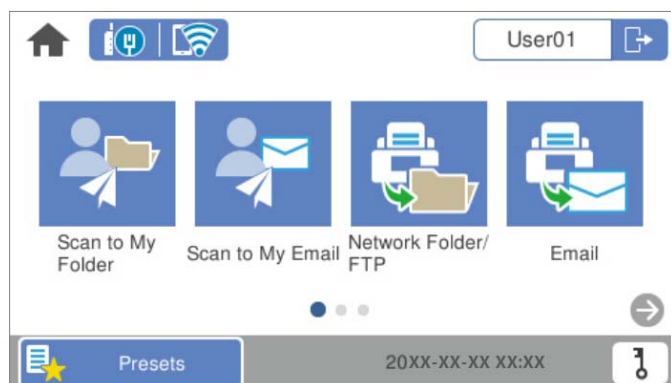 User01
Scan to My
Folder
Scan to My Email
Network Folder/
FTP
Email
Presets
20XX-XX-XX XX:XX